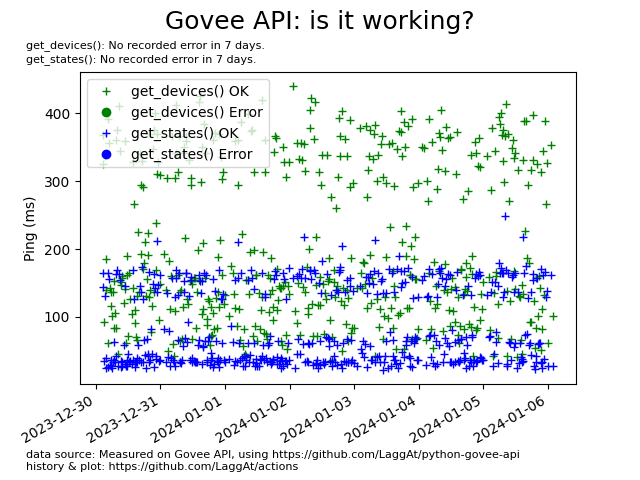 Govee API: is it working?
get_devices(): No recorded error in 7 days.
get_states(): No recorded error in 7 days.
get_devices() OK
get_devices() Error
get_states() OK
get_states() Error
Ping (ms)
400
300
200
100
2023-12-30
2023-12-31
2024-01-01
2024-01-02
2024-01-03
2024-01-04
2024-01-05
2024-01-06
data source: Measured on Govee API, using https://github.com/LaggAt/python-govee-api
history & plot: https://github.com/LaggAt/actions